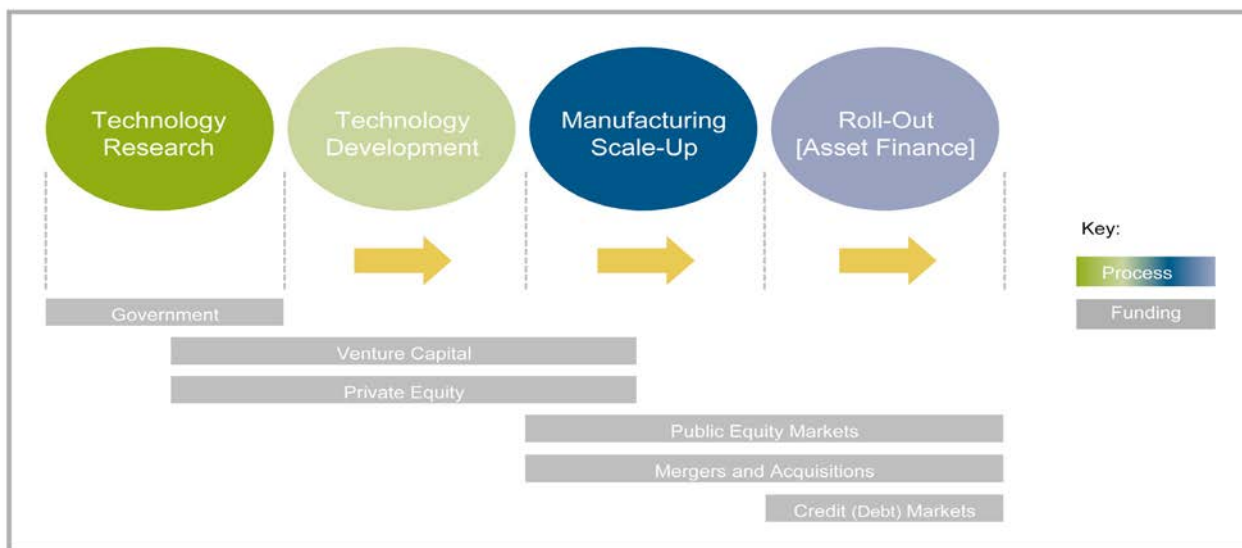 Technology
Research
Technology
Development
Manufacturing
Scale-Up
Roll-Out
[Asset Finance]
Key:
Process
Funding
Government
Venture Capital
Private Equity
Public Equity Markets
Mergers and Acquisitions
Credit (Debt) Markets